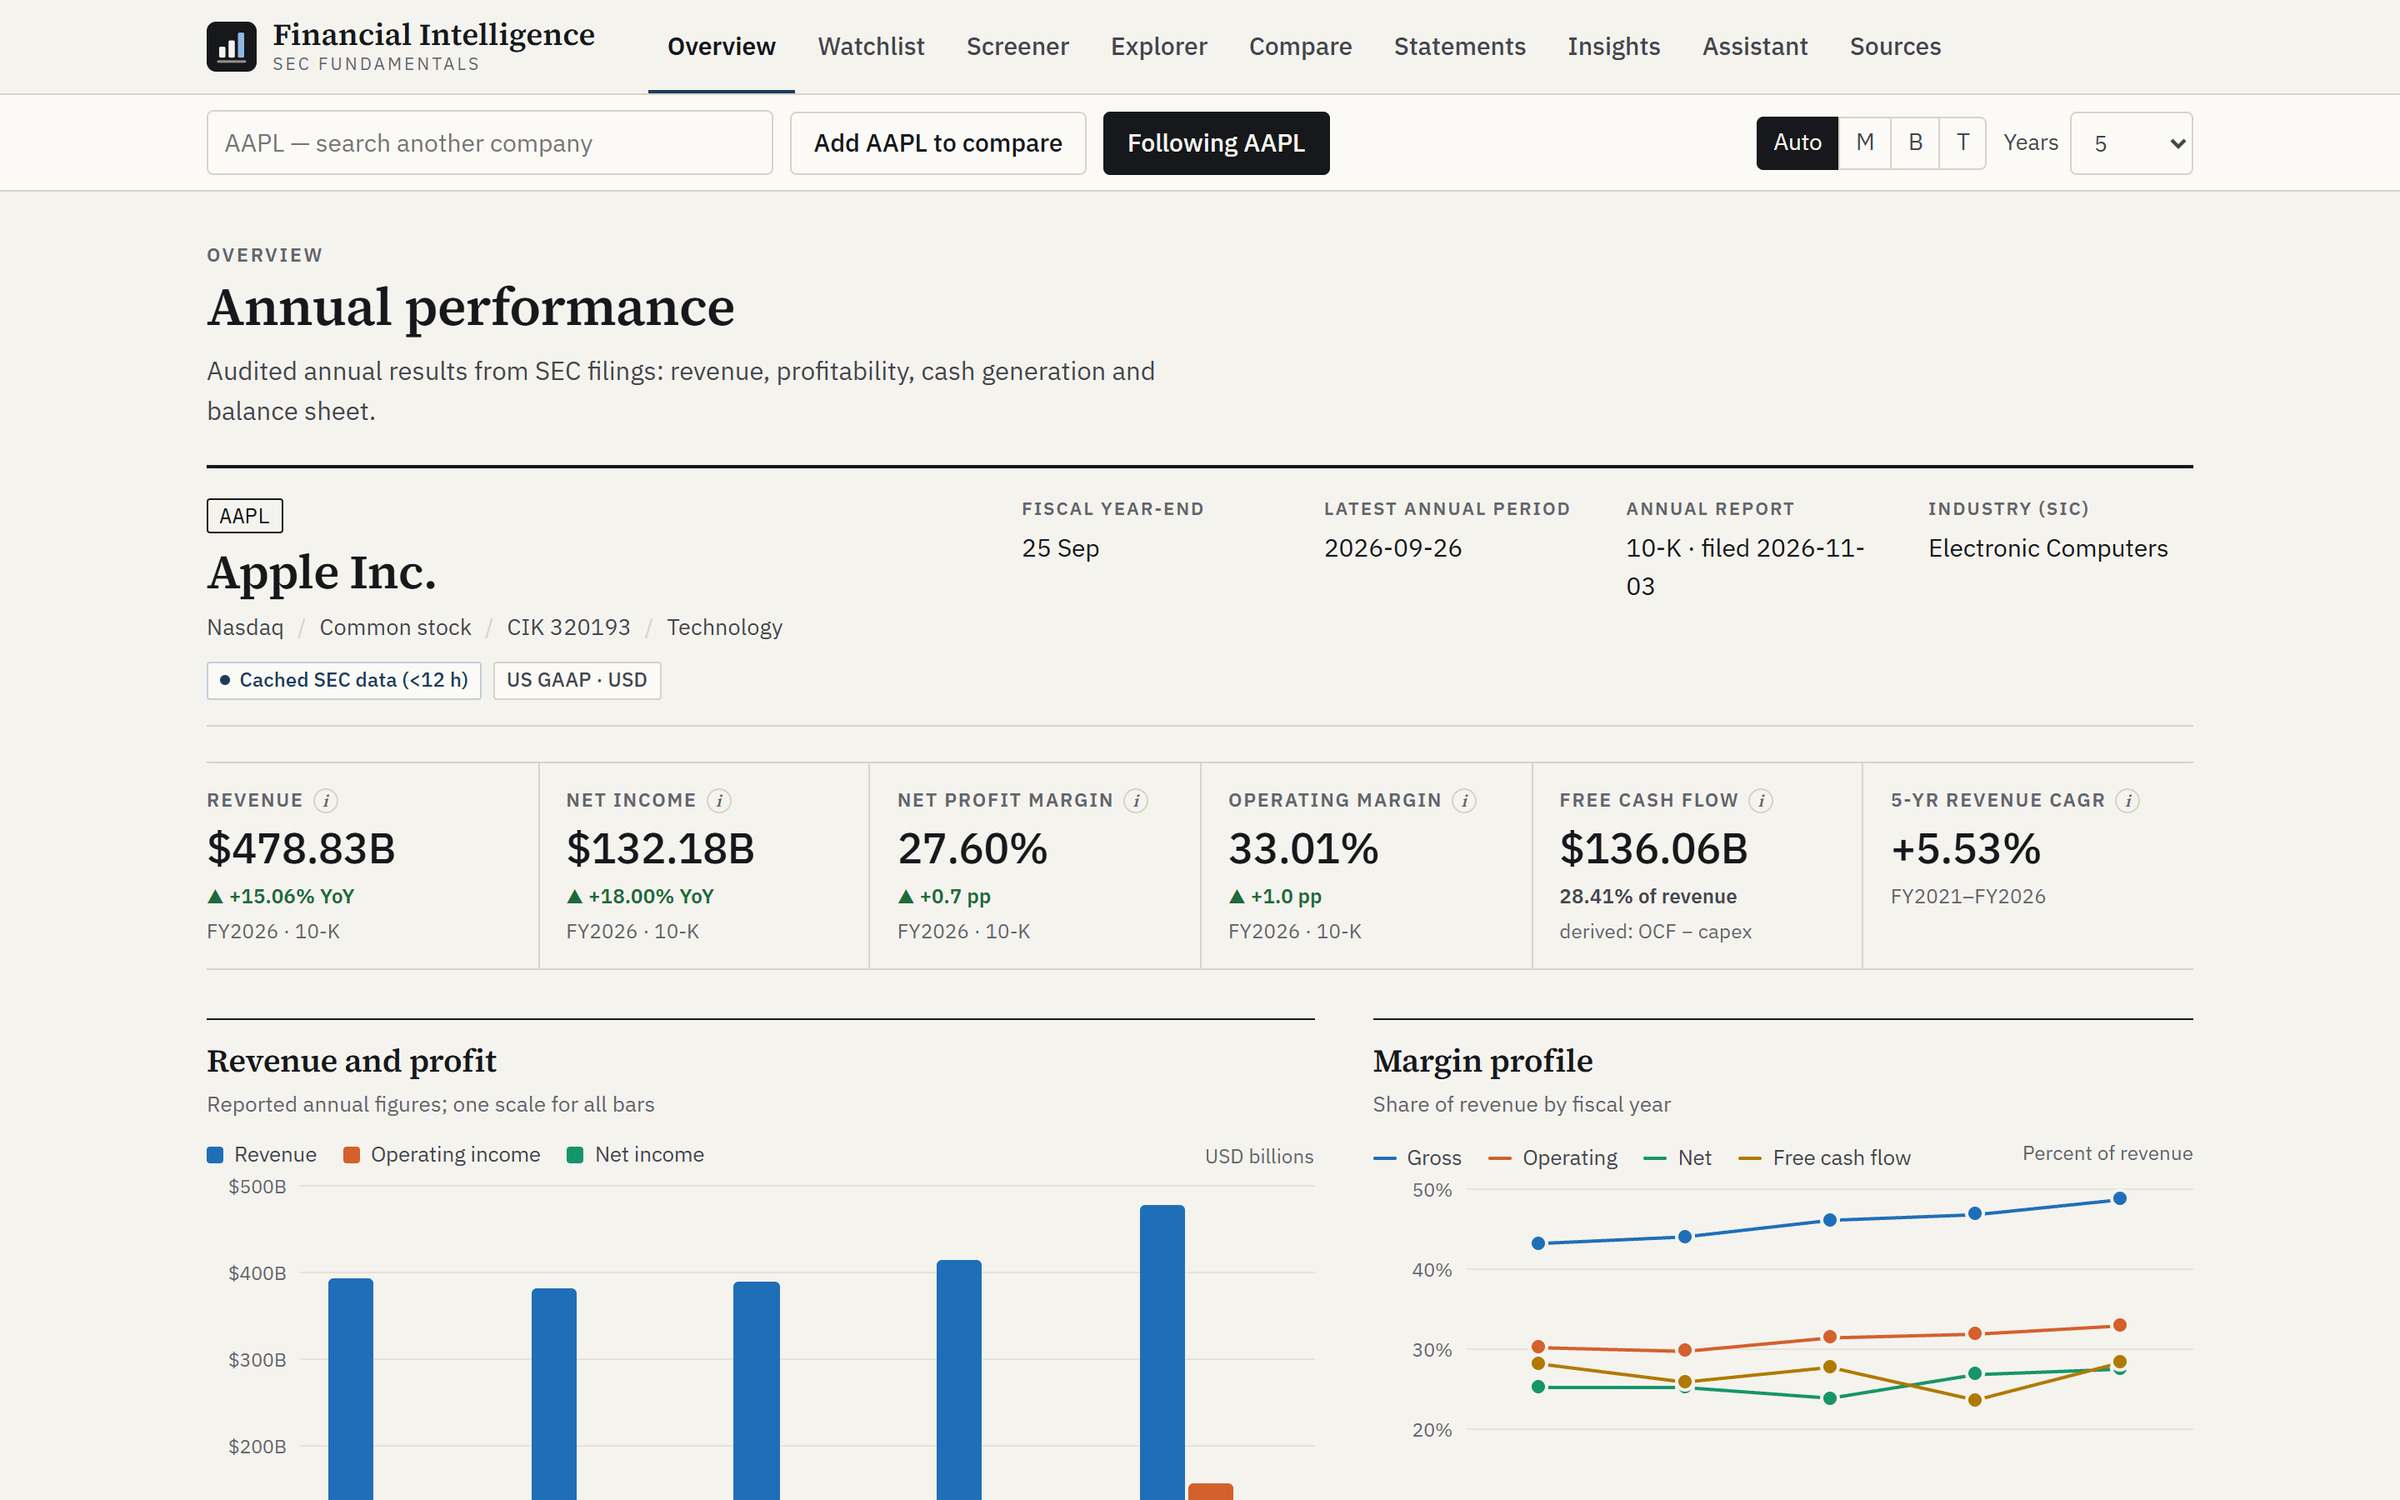 Financial Intelligence
SEC FUNDAMENTALS
Overview
Watchlist
Screener
Explorer
Compare
Statements
Insights
Assistant
Sources
AAPL — search another company
Add AAPL to compare
Following AAPL
Auto
M
B
T
Years
5
OVERVIEW
Annual performance
Audited annual results from SEC filings: revenue, profitability, cash generation and
balance sheet.
AAPL
Apple Inc.
Nasdaq / Common stock / CIK 320193 / Technology
Cached SEC data (<12 h)
US GAAP · USD
FISCAL YEAR-END
25 Sep
LATEST ANNUAL PERIOD
2026-09-26
ANNUAL REPORT
10-K · filed 2026-11-
03
INDUSTRY (SIC)
Electronic Computers
REVENUE i
$478.83B
▲ +15.06% YoY
FY2026 · 10-K
NET INCOME i
$132.18B
▲ +18.00% YoY
FY2026 · 10-K
NET PROFIT MARGIN i
27.60%
▲ +0.7 pp
FY2026 · 10-K
OPERATING MARGIN i
33.01%
▲ +1.0 pp
FY2026 · 10-K
FREE CASH FLOW i
$136.06B
28.41% of revenue
derived: OCF − capex
5-YR REVENUE CAGR i
+5.53%
FY2021–FY2026
Revenue and profit
Reported annual figures; one scale for all bars
Revenue
Operating income
Net income
USD billions
$500B
$400B
$300B
$200B
Margin profile
Share of revenue by fiscal year
Gross
Operating
Net
Free cash flow
Percent of revenue
50%
40%
30%
20%